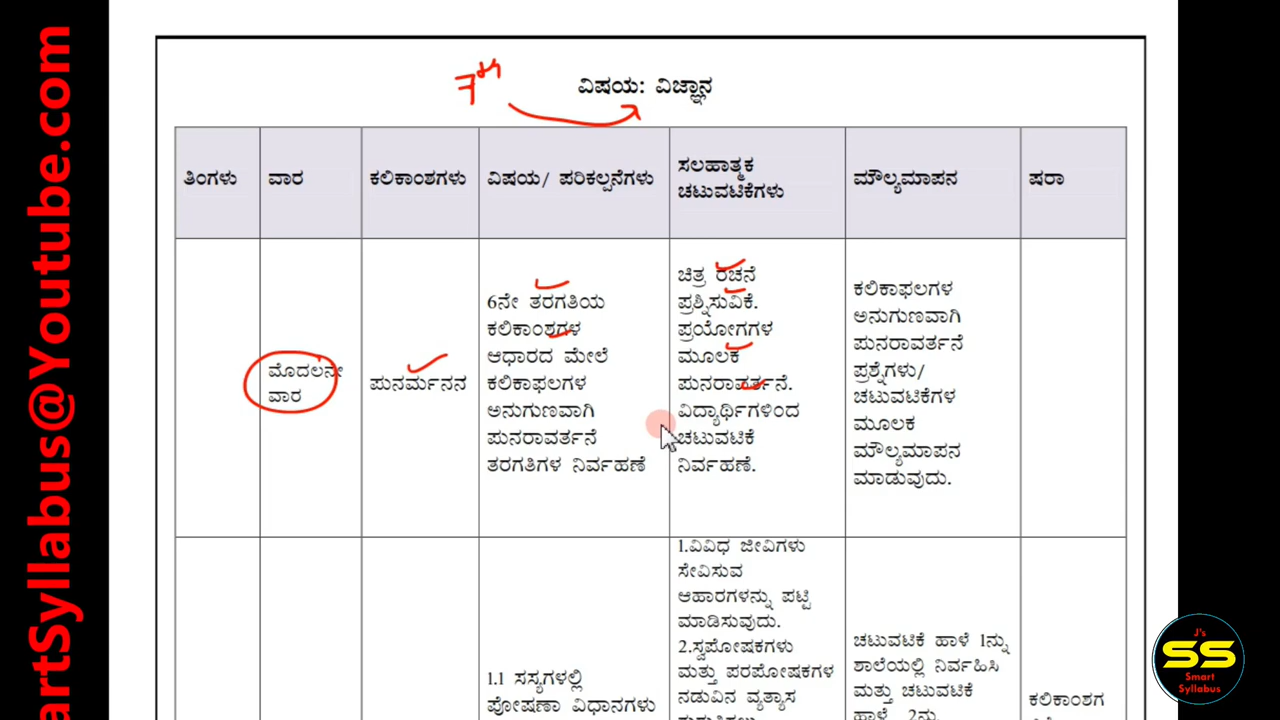 artSyllabus@Youtube.com
7th
ವಿಷಯ: ವಿಜ್ಞಾನ
ತಿಂಗಳು
ವಾರ
ಕಲಿಕಾಂಶಗಳು
ವಿಷಯ/ ಪರಿಕಲ್ಪನೆಗಳು
ಸಲಹಾತ್ಮಕ
ಚಟುವಟಿಕೆಗಳು
ಮೌಲ್ಯಮಾಪನ
ಷರಾ
ಮೊದಲನೇ
ವಾರ
ಪುನರ್ಮನನ
6ನೇ ತರಗತಿಯ
ಕಲಿಕಾಂಶಗಳ
ಆಧಾರದ ಮೇಲೆ
ಕಲಿಕಾಫಲಗಳ
ಅನುಗುಣವಾಗಿ
ಪುನರಾವರ್ತನೆ
ತರಗತಿಗಳ ನಿರ್ವಹಣೆ
ಚಿತ್ರ ರಚನೆ
ಪ್ರಶ್ನಿಸುವಿಕೆ.
ಪ್ರಯೋಗಗಳ
ಮೂಲಕ
ಪುನರಾವರ್ತನೆ.
ವಿದ್ಯಾರ್ಥಿಗಳಿಂದ
ಚಟುವಟಿಕೆ
ನಿರ್ವಹಣೆ.
ಕಲಿಕಾಫಲಗಳ
ಅನುಗುಣವಾಗಿ
ಪುನರಾವರ್ತನೆ
ಪ್ರಶ್ನೆಗಳು/
ಚಟುವಟಿಕೆಗಳ
ಮೂಲಕ
ಮೌಲ್ಯಮಾಪನ
ಮಾಡುವುದು.
1.1 ಸಸ್ಯಗಳಲ್ಲಿ
ಪೋಷಣಾ ವಿಧಾನಗಳು
1.ವಿವಿಧ ಜೀವಿಗಳು
ಸೇವಿಸುವ
ಆಹಾರಗಳನ್ನು ಪಟ್ಟಿ
ಮಾಡಿಸುವುದು.
2.ಸ್ವಪೋಷಕಗಳು
ಮತ್ತು ಪರಪೋಷಕಗಳ
ನಡುವಿನ ವ್ಯತ್ಯಾಸ
ಚಟುವಟಿಕೆ ಹಾಳೆ 1ನ್ನು
ಶಾಲೆಯಲ್ಲಿ ನಿರ್ವಹಿಸಿ
ಮತ್ತು ಚಟುವಟಿಕೆ
ಹಾಳೆ 2ನು
ಕಲಿಕಾಂಶಗ
J's
SS
Smart
Syllabus